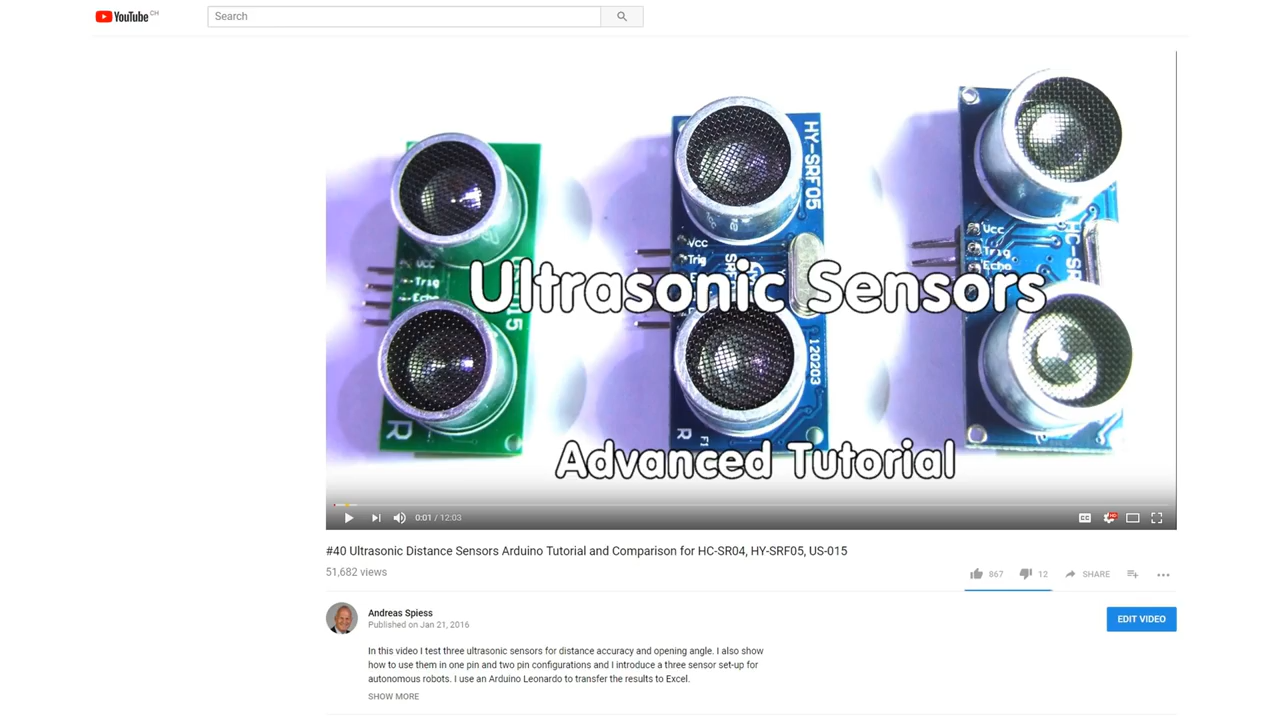 YouTube CH
Search
HY-SRF05
Vcc
Trig
Vcc
Trig
Echo
Vcc
Trig
Echo
Ultrasonic Sensors
120203
R
R
Advanced Tutorial
0:01 / 12:03
CC
HD
#40 Ultrasonic Distance Sensors Arduino Tutorial and Comparison for HC-SR04, HY-SRF05, US-015
51,682 views
867
12
SHARE
Andreas Spiess
Published on Jan 21, 2016
EDIT VIDEO
In this video I test three ultrasonic sensors for distance accuracy and opening angle. I also show
how to use them in one pin and two pin configurations and I introduce a three sensor set-up for
autonomous robots. I use an Arduino Leonardo to transfer the results to Excel.
SHOW MORE